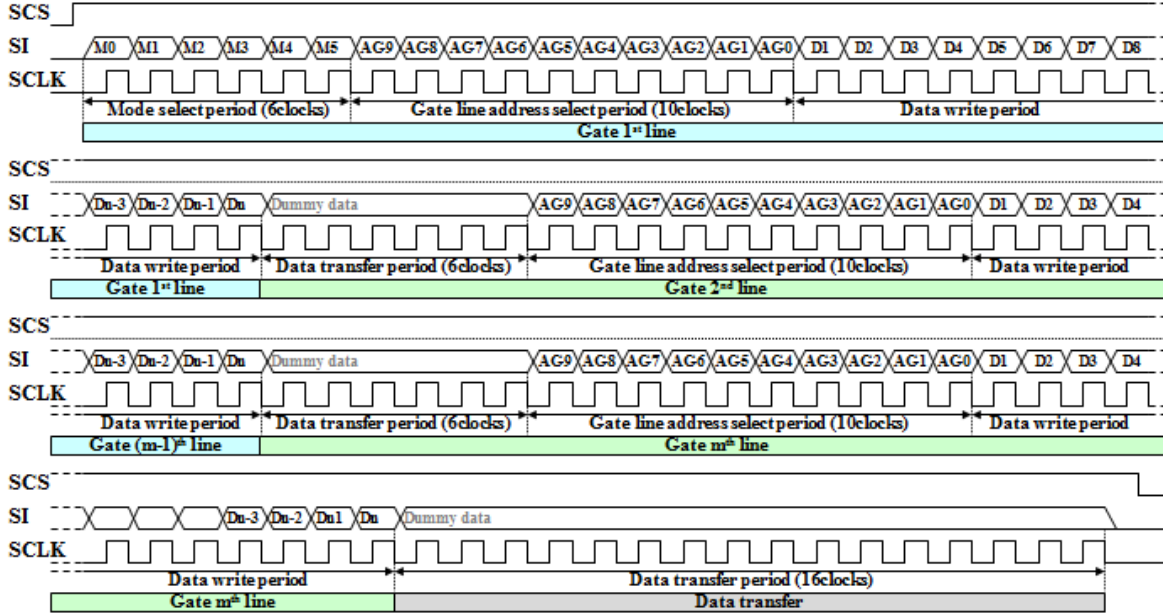 SCS
SI M0 M1 M2 M3 M4 M5 AG9 AG8 AG7 AG6 AG5 AG4 AG3 AG2 AG1 AG0 D1 D2 D3 D4 D5 D6 D7 D8
SCLK
Mode select period (6clocks) Gate line address select period (10clocks) Data write period
Gate 1st line
SCS
SI Dn-3 Dn-2 Dn-1 Dn Dummy data AG9 AG8 AG7 AG6 AG5 AG4 AG3 AG2 AG1 AG0 D1 D2 D3 D4
SCLK
Data write period Data transfer period (6clocks) Gate line address select period (10clocks) Data write period
Gate 1st line Gate 2nd line
SCS
SI Dn-3 Dn-2 Dn-1 Dn Dummy data AG9 AG8 AG7 AG6 AG5 AG4 AG3 AG2 AG1 AG0 D1 D2 D3 D4
SCLK
Data write period Data transfer period (6clocks) Gate line address select period (10clocks) Data write period
Gate (m-1)th line Gate mth line
SCS
SI Dn-3 Dn-2 Dn1 Dn Dummy data
SCLK
Data write period Data transfer period (16clocks)
Gate mth line Data transfer